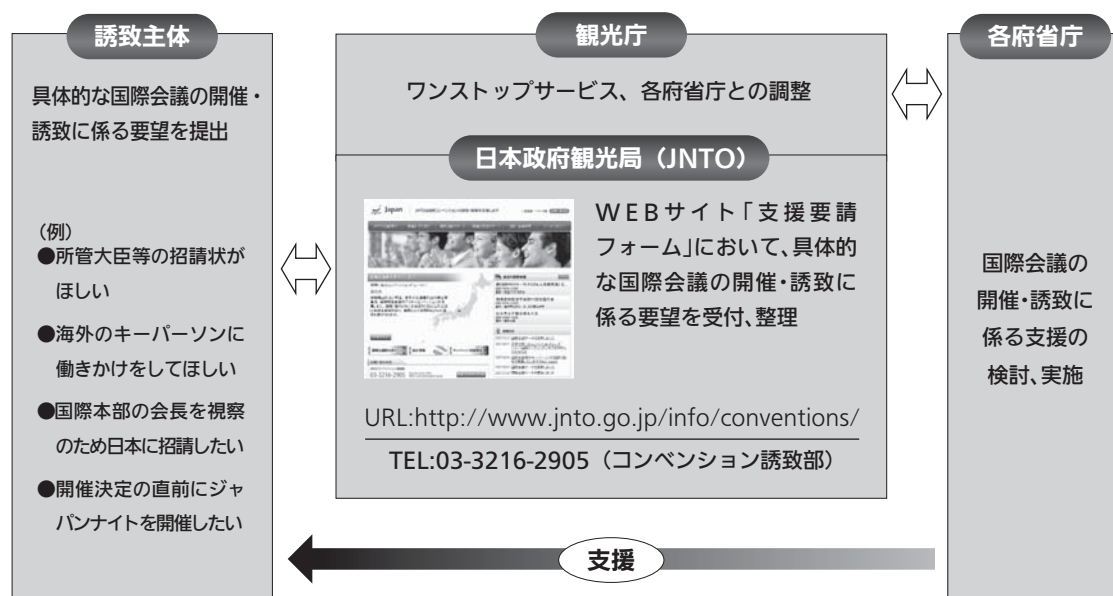 誘致主体
具体的な国際会議の開催・
誘致に係る要望を提出
(例)
●所管大臣等の招請状が
ほしい
●海外のキーパーソンに
働きかけをしてほしい
●国際本部の会長を視察
のため日本に招請したい
●開催決定の直前にジャ
パンナイトを開催したい
観光庁
ワンストップサービス、各府省庁との調整
日本政府観光局（JNTO）
Japan
03-3216-2905
WEBサイト「支援要請
フォーム」において、具体的
な国際会議の開催・誘致に
係る要望を受付、整理
URL:http://www.jnto.go.jp/info/conventions/
TEL:03-3216-2905（コンベンション誘致部）
各府省庁
国際会議の
開催・誘致に
係る支援の
検討、実施
支援